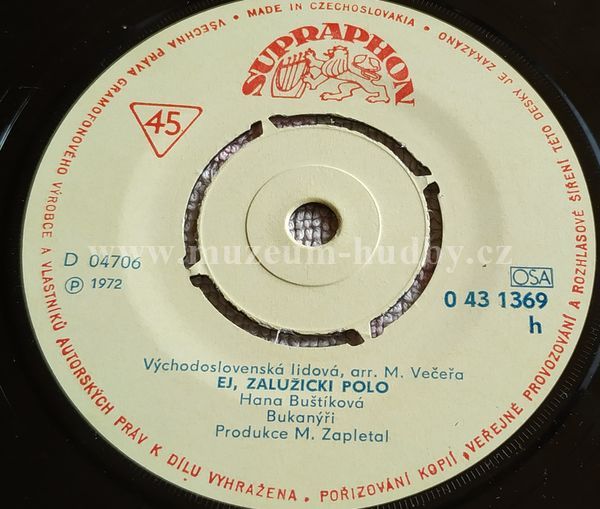 VŠECHNA PRÁVA GRAMOFONOVÉHO VÝROBCE A VLASTNÍKŮ AUTORSKÝCH PRÁV K DÍLU VYHRAŽENA. POŘIZOVÁNÍ KOPIÍ, VEŘEJNÉ PROVOZOVÁNÍ A ROZHLASOVÉ ŠÍŘENÍ TÉTO DESKY JE ZAKÁZÁNO • MADE IN CZECHOSLOVAKIA •
SUPRAPHON
45
www.muzeum-hudby.cz
D 04706
Ⓟ 1972
OSA
0 43 1369
h
Východoslovenská lidová, arr. M. Večeřa
EJ, ZALUŽICKI POLO
Hana Buštíková
Bukanýři
Produkce M. Zapletal